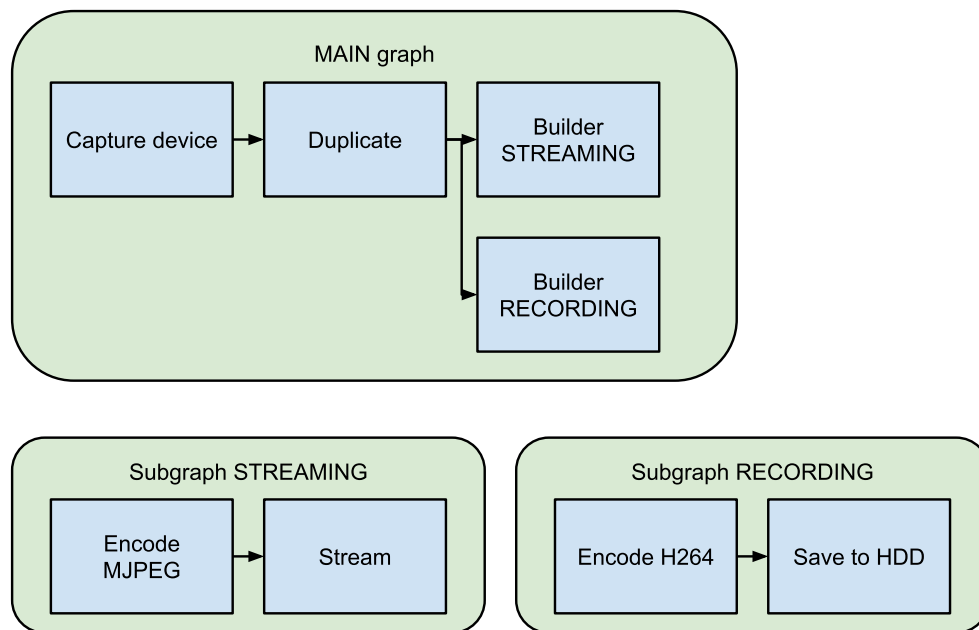 MAIN graph
Capture device
Duplicate
Builder
STREAMING
Builder
RECORDING
Subgraph STREAMING
Encode
MJPEG
Stream
Subgraph RECORDING
Encode H264
Save to HDD